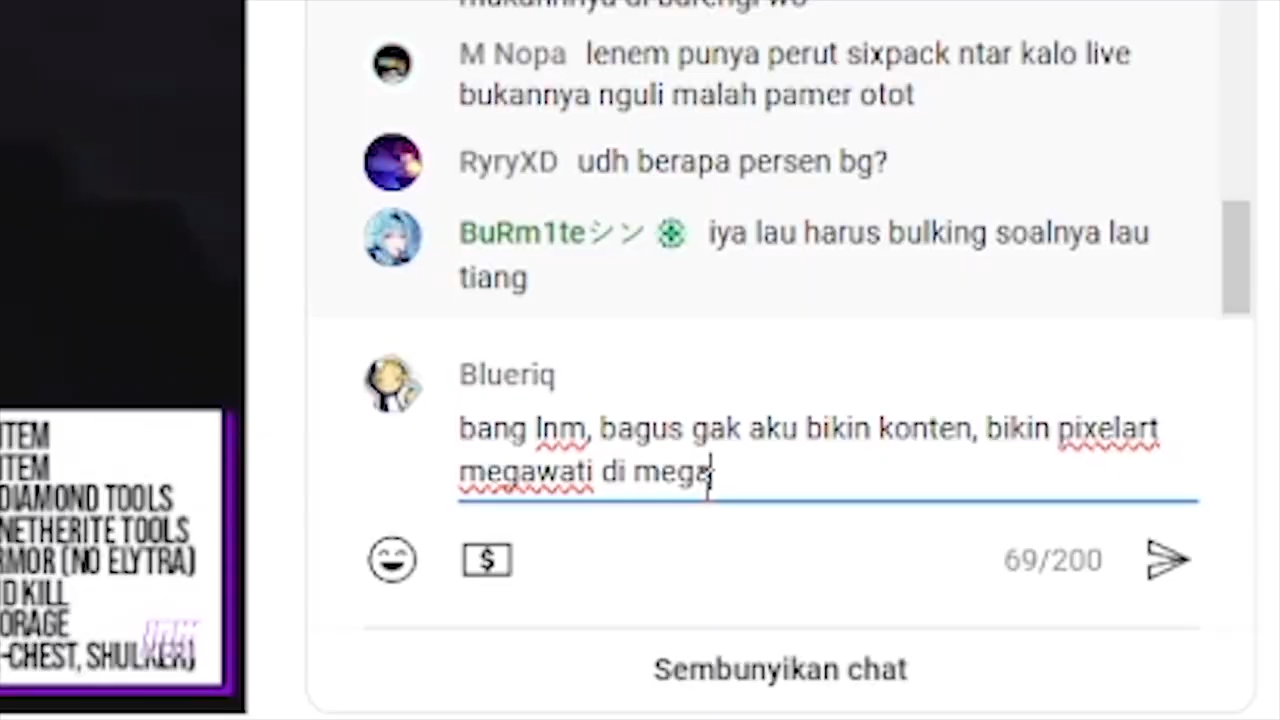 M Nopa lenem punya perut sixpack ntar kalo live
bukannya nguli malah pamer otot
RyryXD udh berapa persen bg?
BuRm1teシン iya lau harus bulking soalnya lau
tiang
Blueriq
bang lnm, bagus gak aku bikin konten, bikin pixelart
megawati di mega
69/200
Sembunyikan chat
ITEM
ITEM
DIAMOND TOOLS
NETHERITE TOOLS
RMOR (NO ELYTRA)
D KILL
ORAGE
-CHEST, SHULKER)